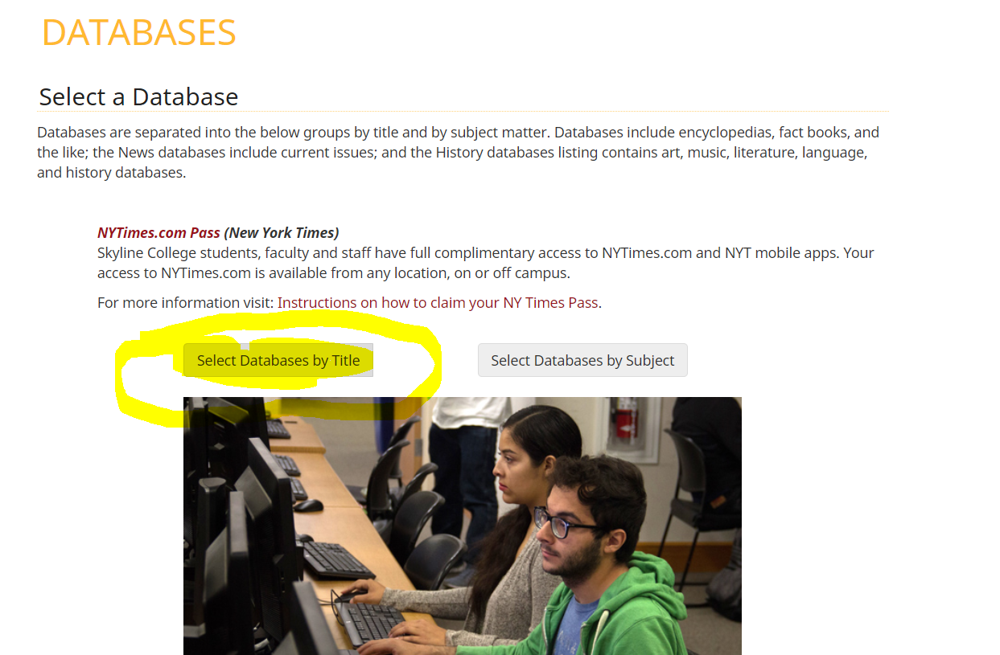 DATABASES
Select a Database
Databases are separated into the below groups by title and by subject matter. Databases include encyclopedias, fact books, and
the like; the News databases include current issues; and the History databases listing contains art, music, literature, language,
and history databases.
NYTimes.com Pass (New York Times)
Skyline College students, faculty and staff have full complimentary access to NYTimes.com and NYT mobile apps. Your
access to NYTimes.com is available from any location, on or off campus.
For more information visit: Instructions on how to claim your NY Times Pass.
Select Databases by Title
Select Databases by Subject